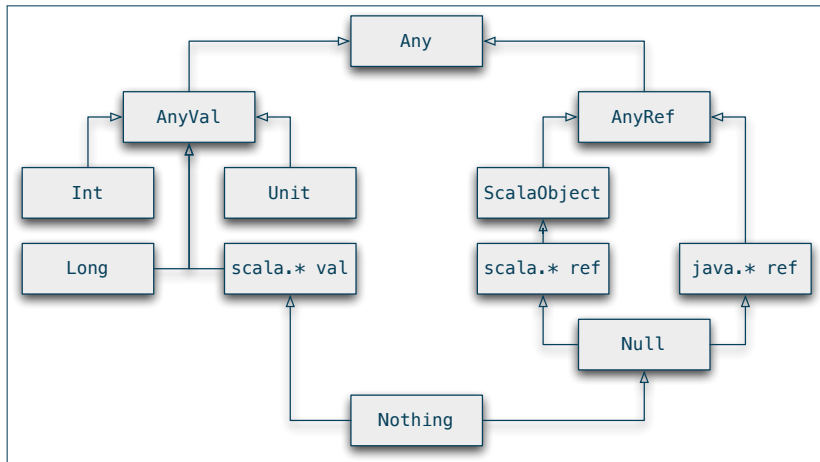 Any
AnyVal
AnyRef
Int
Unit
ScalaObject
Long
scala.* val
scala.* ref
java.* ref
Null
Nothing